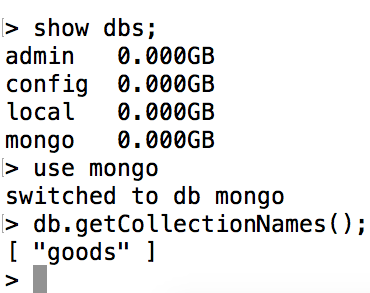 > show dbs;
admin   0.000GB
config  0.000GB
local   0.000GB
mongo   0.000GB
> use mongo
switched to db mongo
> db.getCollectionNames();
[ "goods" ]
>